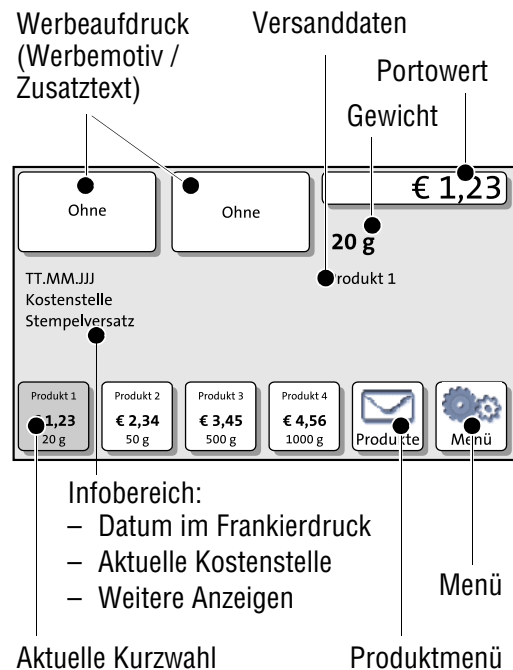 Werbeaufdruck
(Werbemotiv /
Zusatztext)
Versanddaten
Portowert
Gewicht
Ohne
Ohne
€ 1,23
20 g
Produkt 1
TT.MM.JJJ
Kostenstelle
Stempelversatz
Produkt 1
€ 1,23
20 g
Produkt 2
€ 2,34
50 g
Produkt 3
€ 3,45
500 g
Produkt 4
€ 4,56
1000 g
Produkte
Menü
Infobereich:
– Datum im Frankierdruck
– Aktuelle Kostenstelle
– Weitere Anzeigen
Menü
Aktuelle Kurzwahl
Produktmenü